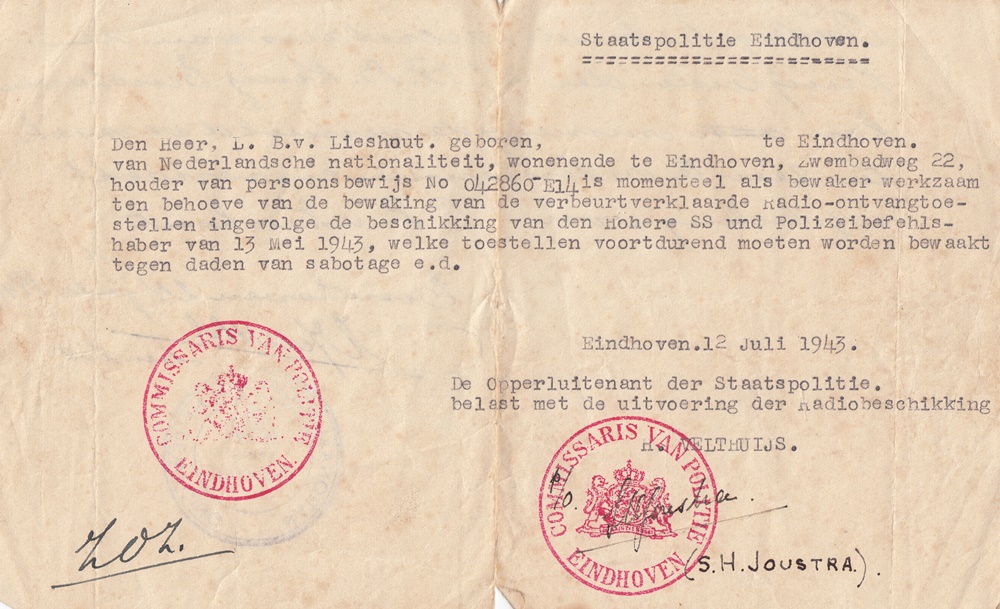 Staatspolitie Eindhoven.
Den Heer, L. B.v. Lieshout. geboren, te Eindhoven.
van Nederlandsche nationaliteit, wonenende te Eindhoven, Zwembadweg 22,
houder van persoonsbewijs No 042860-E14 is momenteel als bewaker werkzaam
ten behoeve van de bewaking van de verbeurtverklaarde Radio-ontvangtoe-
stellen ingevolge de beschikking van den Hohere SS und Polizeibefehls-
haber van 13 Mei 1943, welke toestellen voortdurend moeten worden bewaakt
tegen daden van sabotage e.d.
Eindhoven.12 Juli 1943.
De Opperluitenant der Staatspolitie.
belast met de uitvoering der Radiobeschikking
H. VELTHUIJS.
COMMISSARIS VAN POLITIE
EINDHOVEN.
COMMISSARIS VAN POLITIE
EINDHOVEN
Joustra.
(S.H. JOUSTRA.).
Z.O.Z.